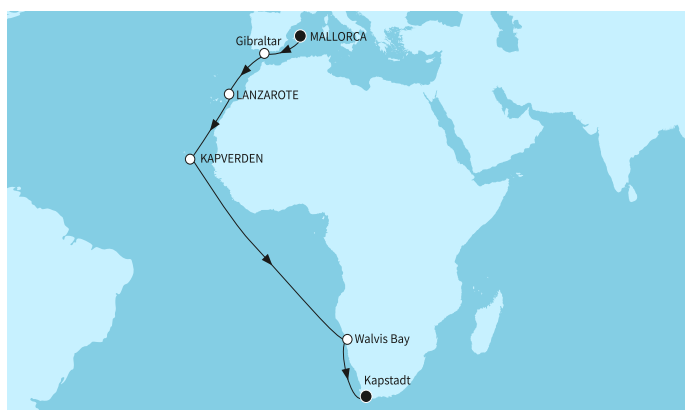 Gibraltar
MALLORCA
LANZAROTE
KAPVERDEN
Walvis Bay
Kapstadt